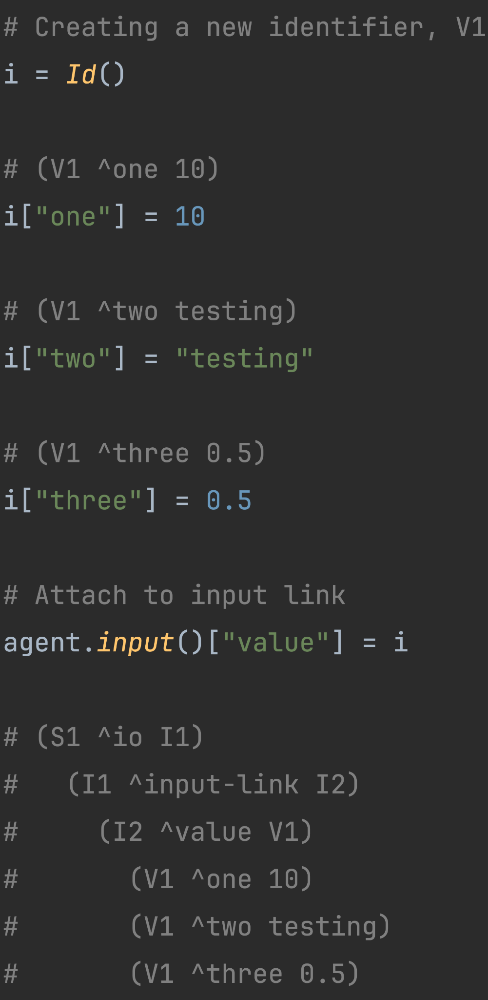 # Creating a new identifier, V1
i = Id()
# (V1 ^one 10)
i["one"] = 10
# (V1 ^two testing)
i["two"] = "testing"
# (V1 ^three 0.5)
i["three"] = 0.5
# Attach to input link
agent.input()["value"] = i
# (S1 ^io I1)
#   (I1 ^input-link I2)
#     (I2 ^value V1)
#       (V1 ^one 10)
#       (V1 ^two testing)
#       (V1 ^three 0.5)